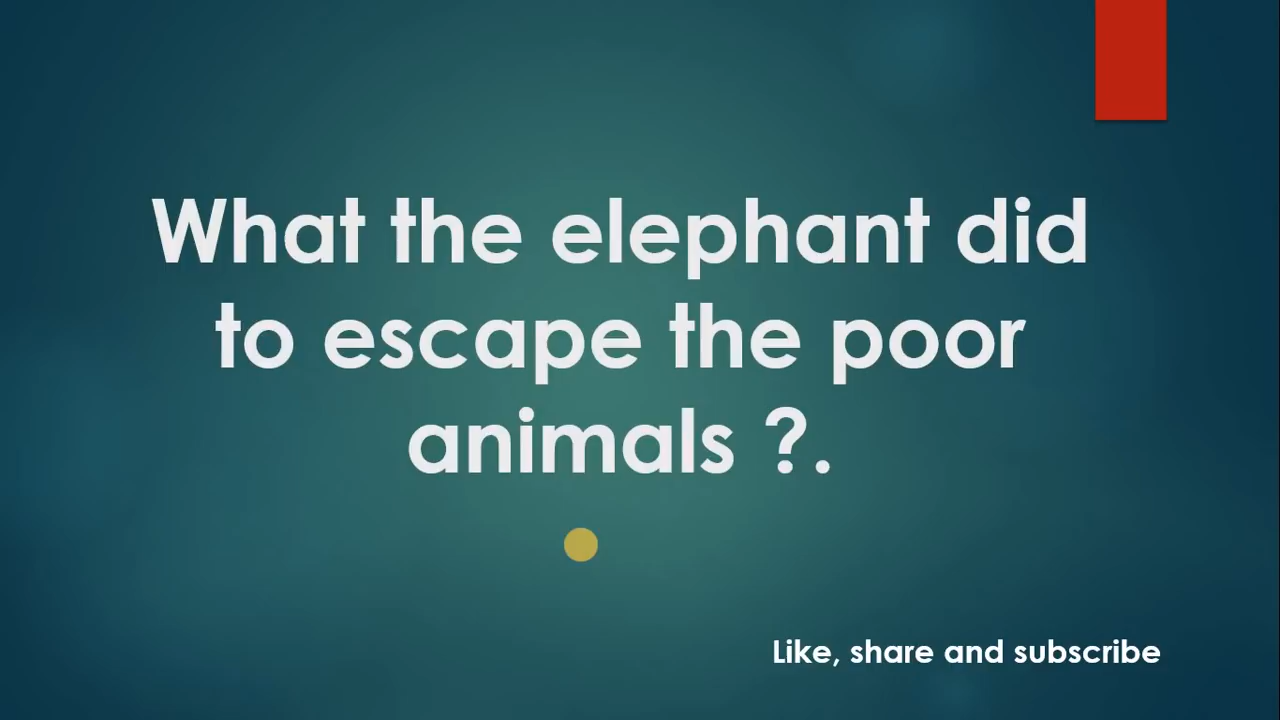 What the elephant did
to escape the poor
animals ?.
Like, share and subscribe